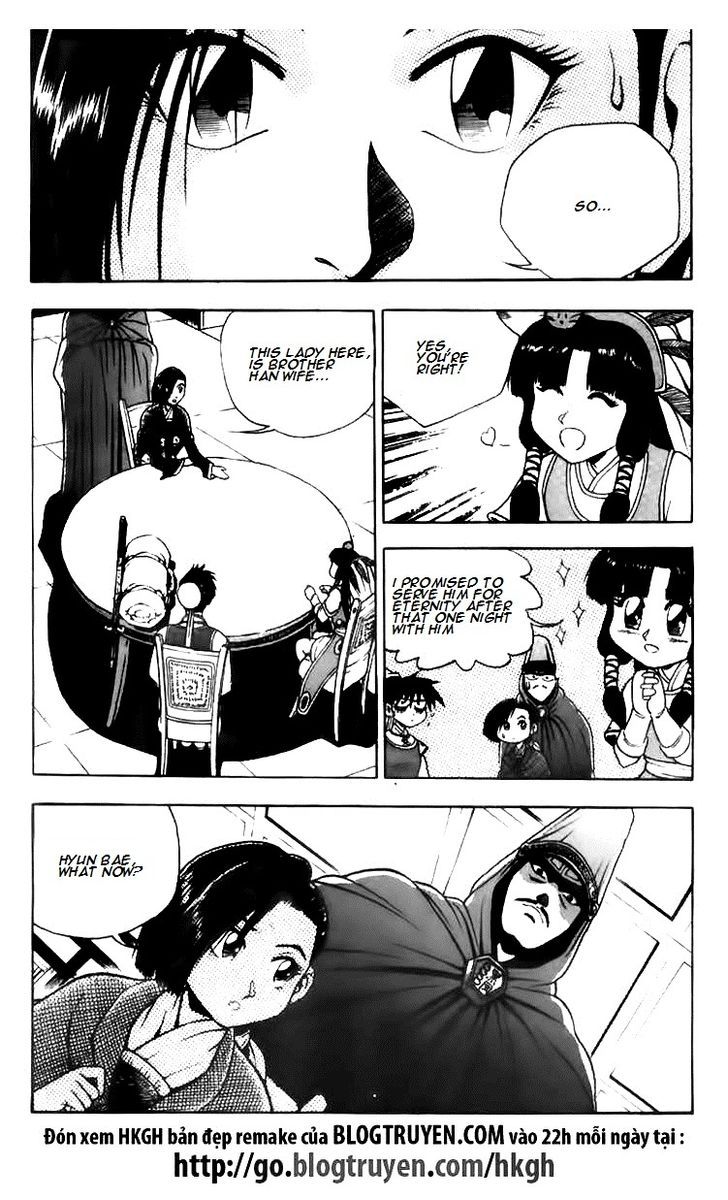 SO...
THIS LADY HERE,
IS BROTHER
HAN WIFE...
YES,
YOU'RE
RIGHT!
I PROMISED TO
SERVE HIM FOR
ETERNITY AFTER
THAT ONE NIGHT
WITH HIM
HYUN BAE,
WHAT NOW?
Đón xem HKGH bản đẹp remake của BLOGTRUYEN.COM vào 22h mỗi ngày tại :
http://go.blogtruyen.com/hkgh